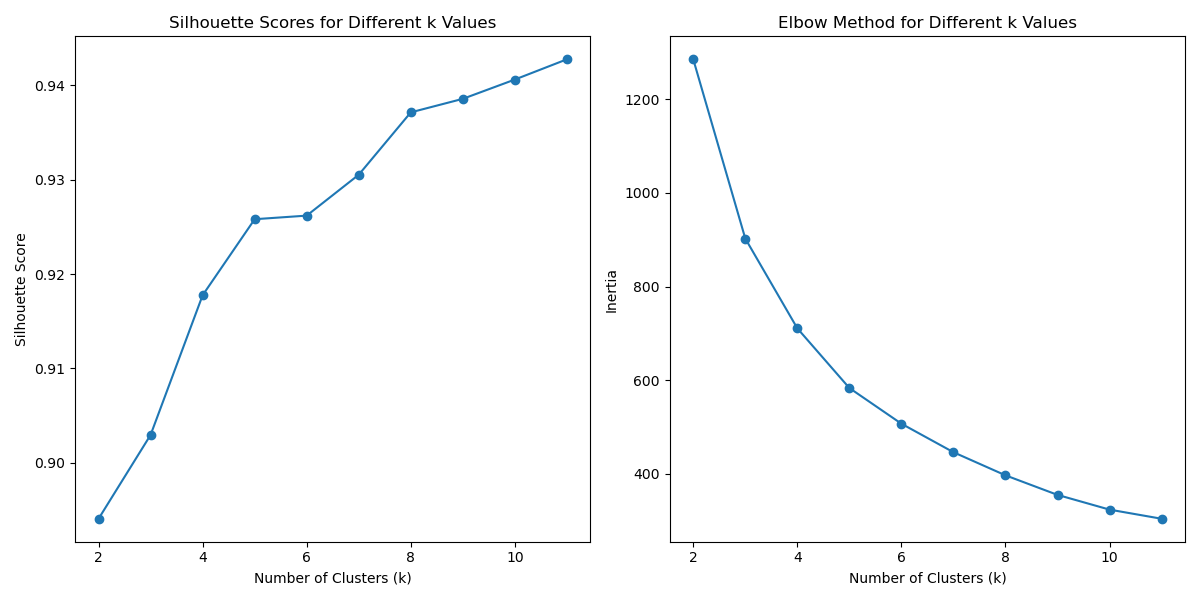 Silhouette Scores for Different k Values
0.94
0.93
0.92
0.91
0.90
Silhouette Score
2 4 6 8 10
Number of Clusters (k)
Elbow Method for Different k Values
1200
1000
800
600
400
Inertia
2 4 6 8 10
Number of Clusters (k)